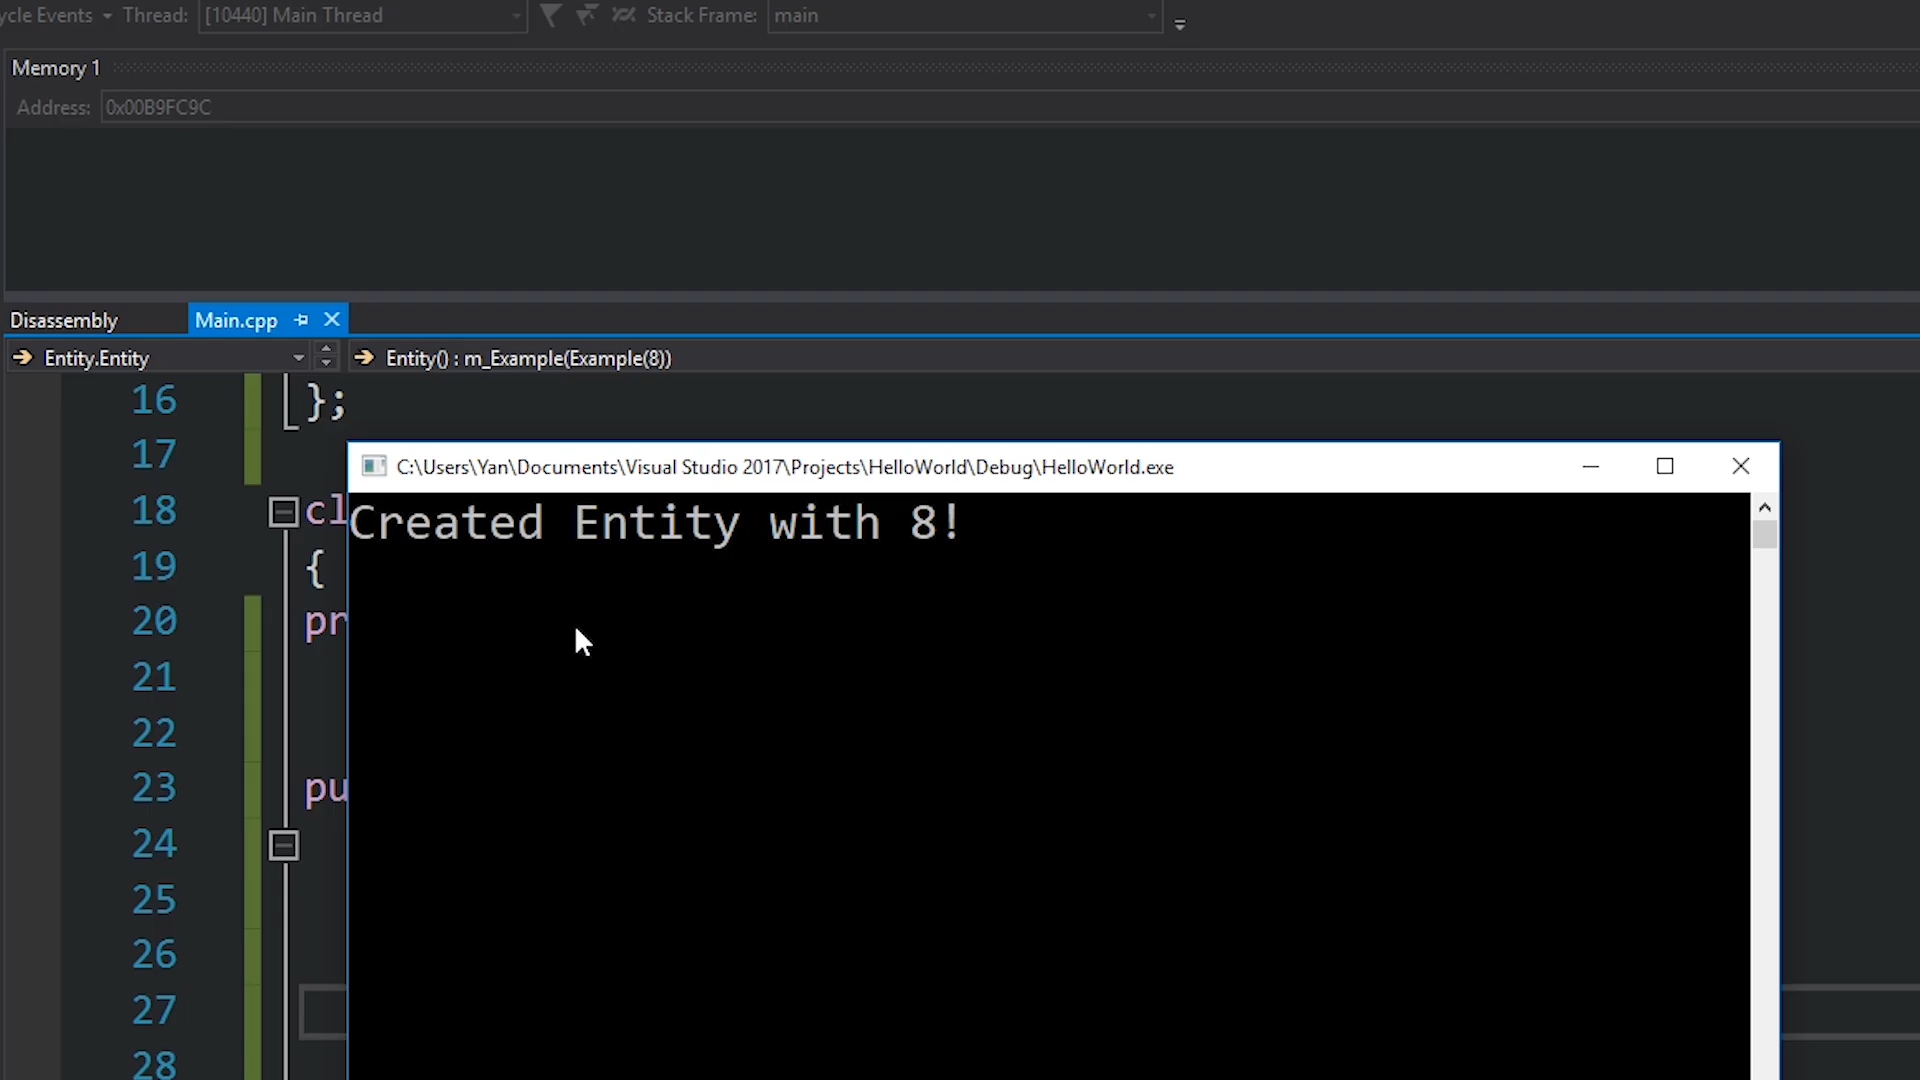 ycle Events Thread: [10440] Main Thread Stack Frame: main
Memory 1
Address: 0x00B9FC9C
Disassembly Main.cpp
Entity.Entity Entity() : m_Example(Example(8))
16 };
17
C:\Users\Yan\Documents\Visual Studio 2017\Projects\HelloWorld\Debug\HelloWorld.exe
18 cl
Created Entity with 8!
19 {
20 pr
21
22
23 pu
24
25
26
27
28